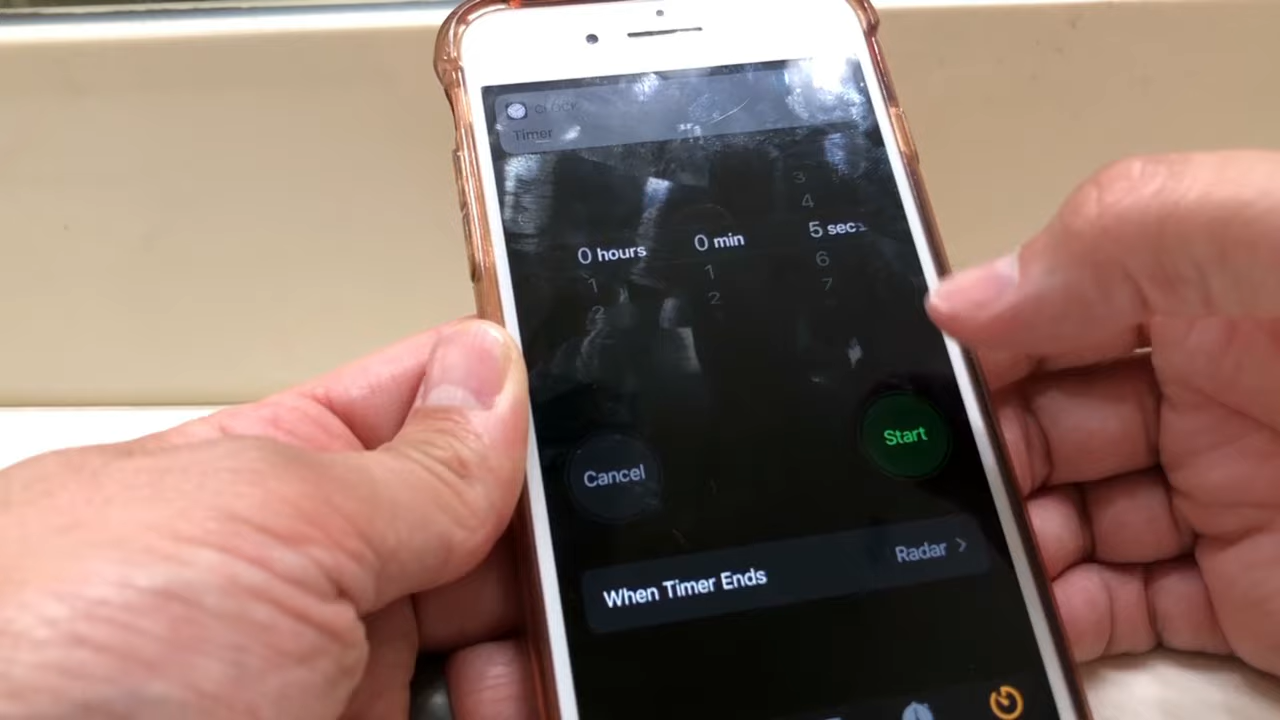 CLOCK
Timer
3
4
0 hours 0 min 5 sec
1 1 6
2 2 7
Cancel Start
When Timer Ends Radar >